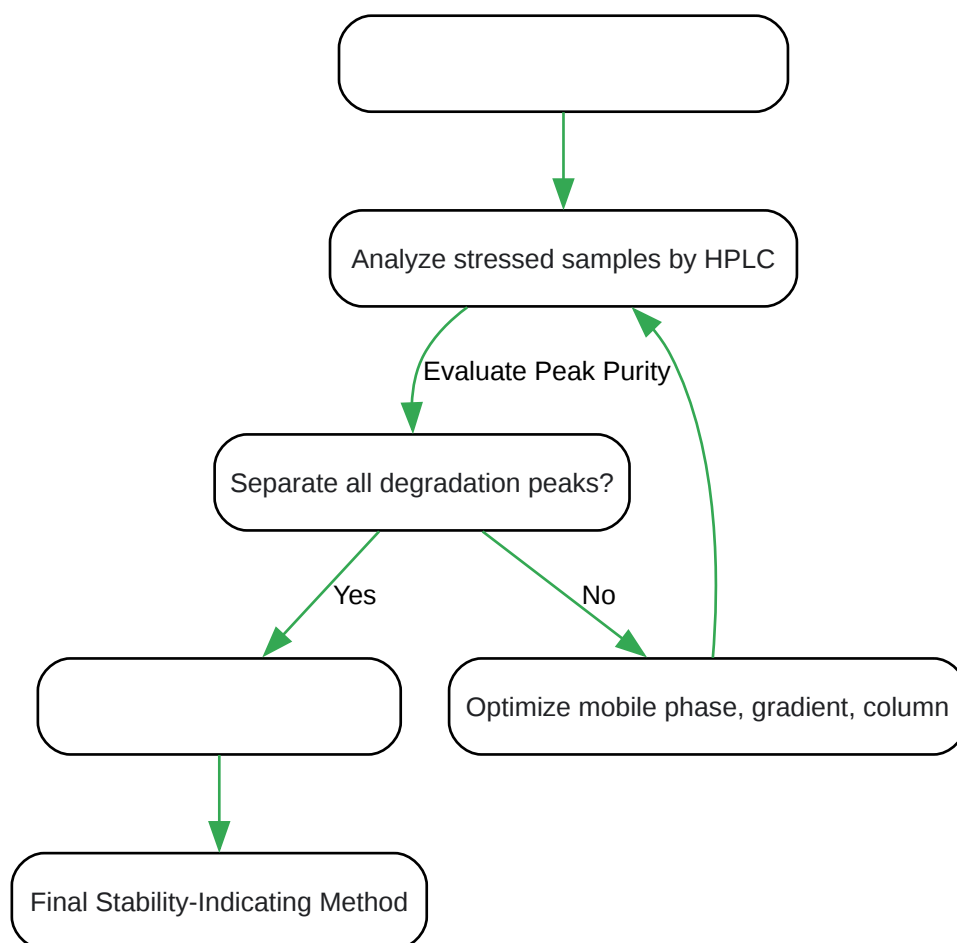 Analyze stressed samples by HPLC
Evaluate Peak Purity
Separate all degradation peaks?
Yes
No
Optimize mobile phase, gradient, column
Final Stability-Indicating Method